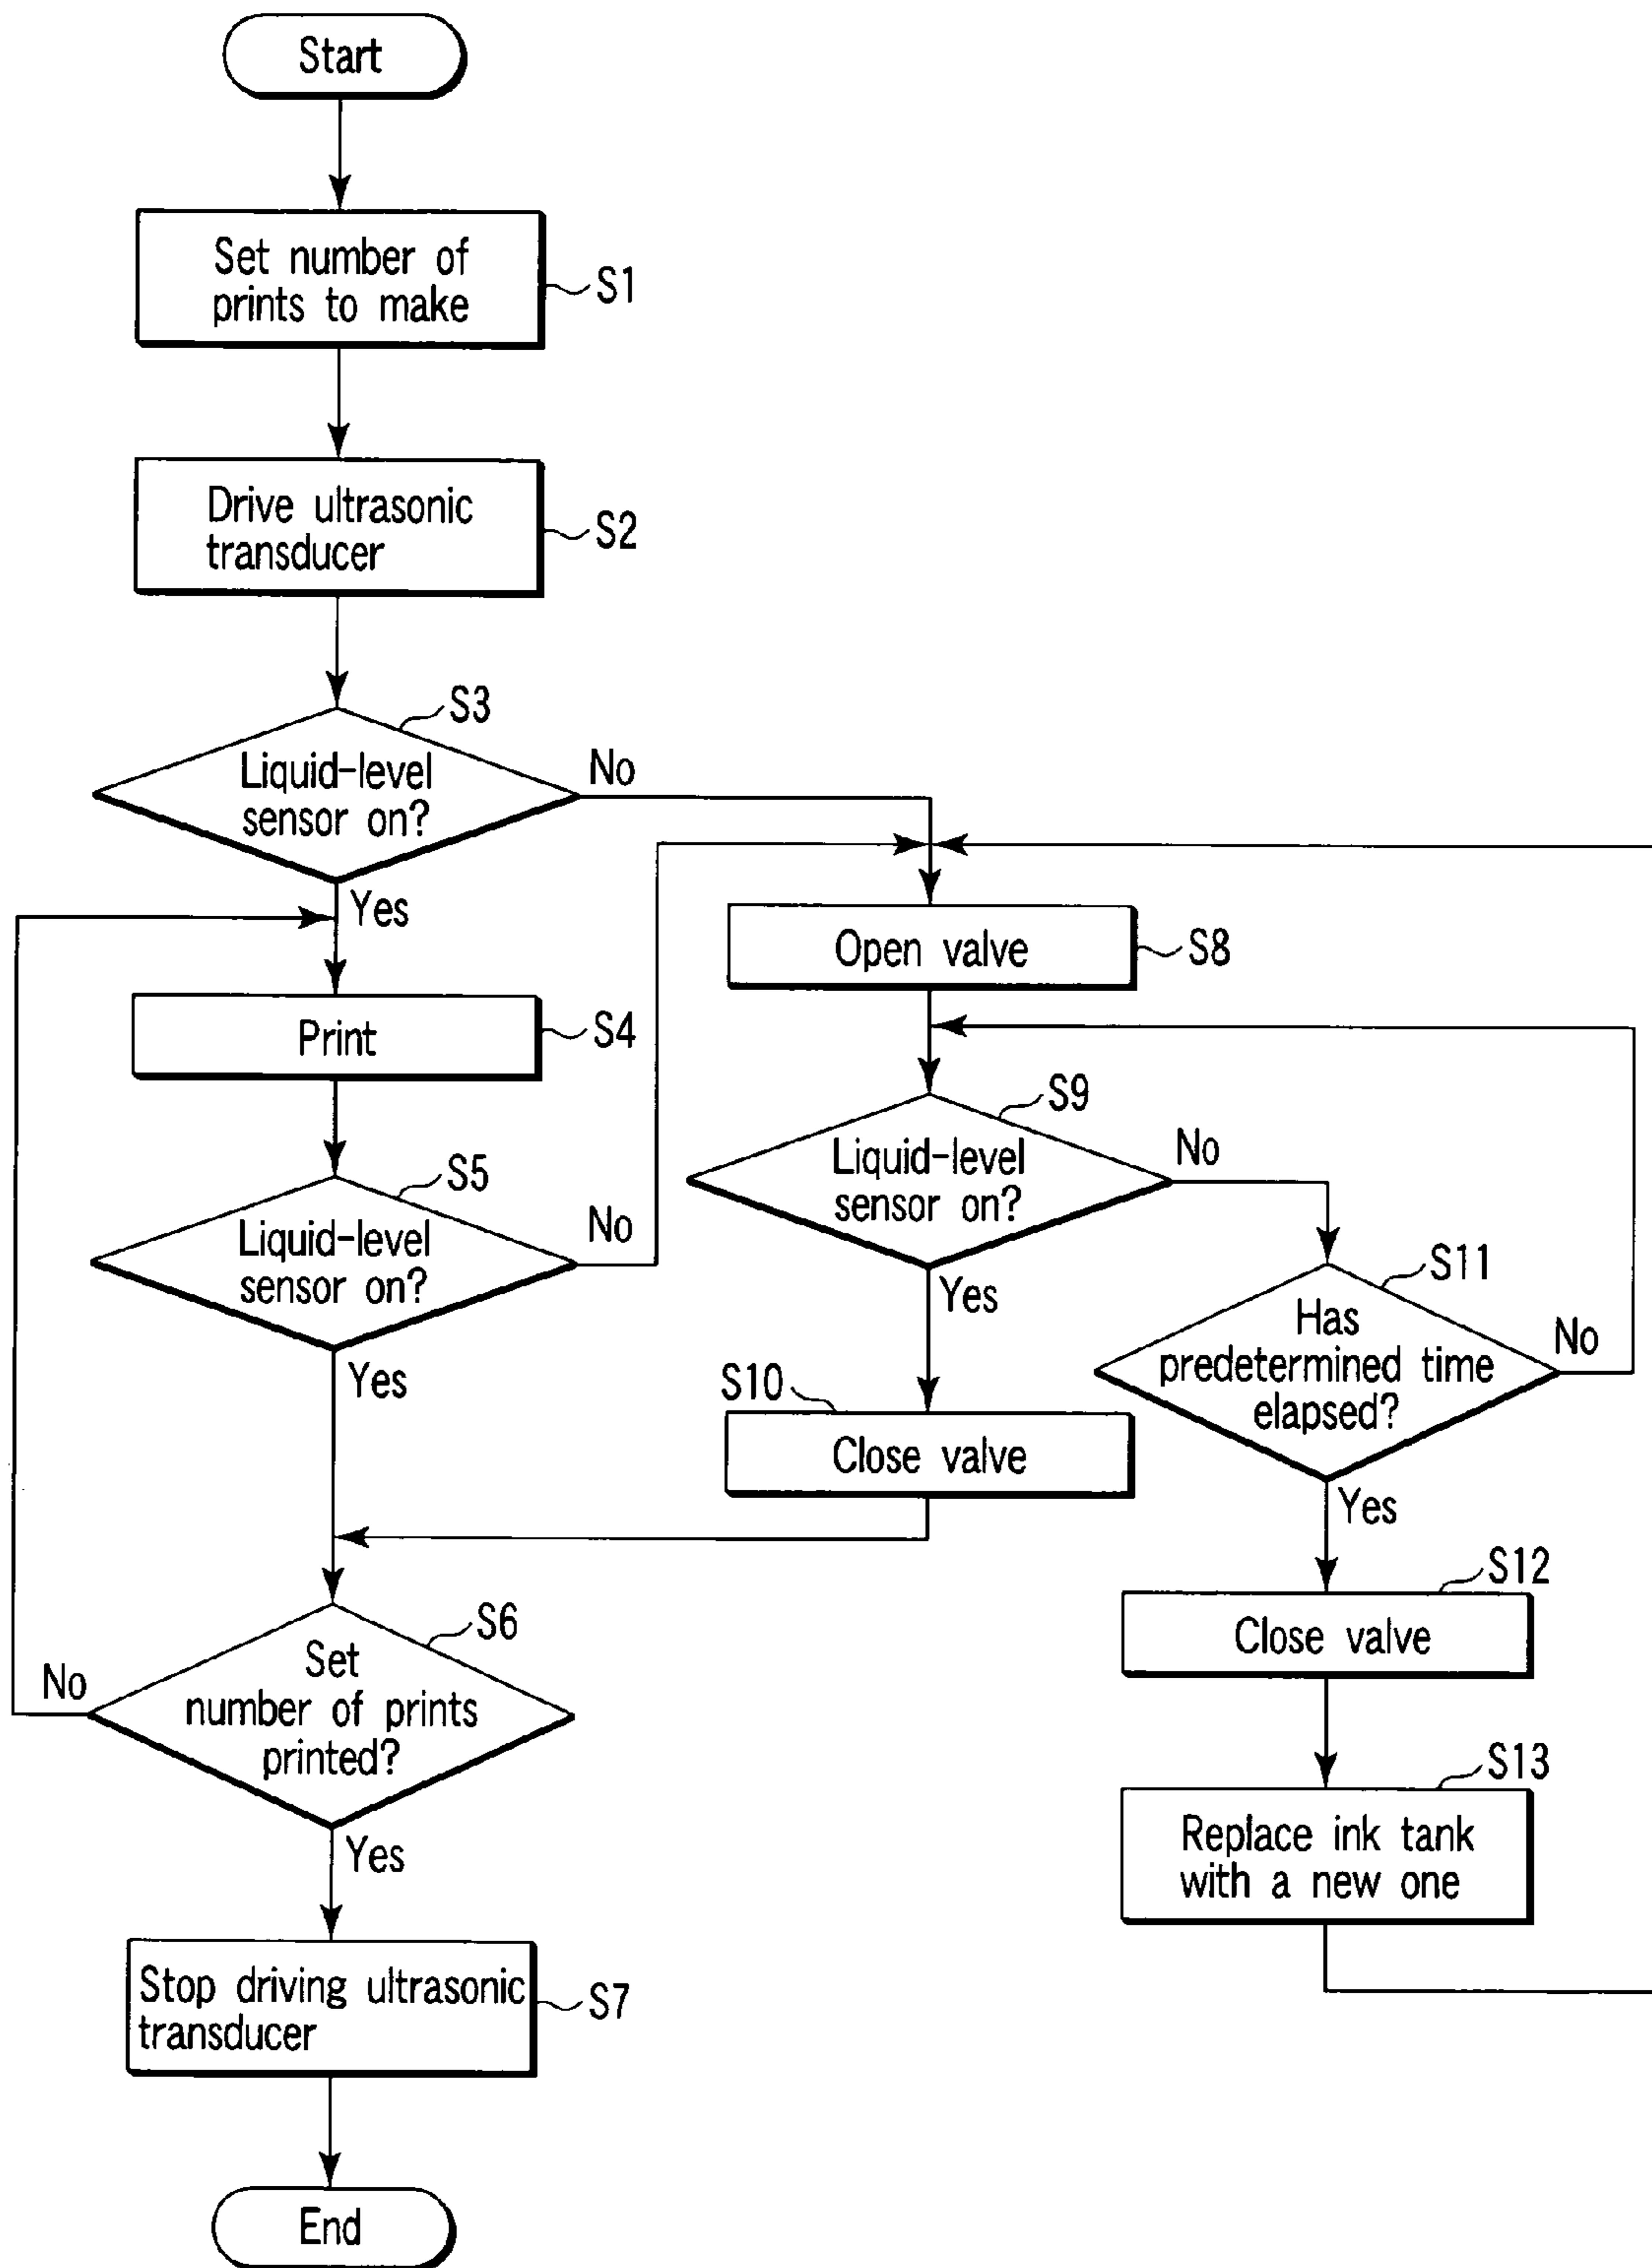 Start
Set number of
prints to make
S1
Drive ultrasonic
transducer
S2
S3
Liquid-level
sensor on?
No
Yes
Print
S4
S5
Liquid-level
sensor on?
No
Yes
S6
Set
number of prints
printed?
No
Yes
Stop driving ultrasonic
transducer
S7
End
Open valve
S8
S9
Liquid-level
sensor on?
No
Yes
S10
Close valve
S11
Has
predetermined time
elapsed?
No
Yes
S12
Close valve
S13
Replace ink tank
with a new one